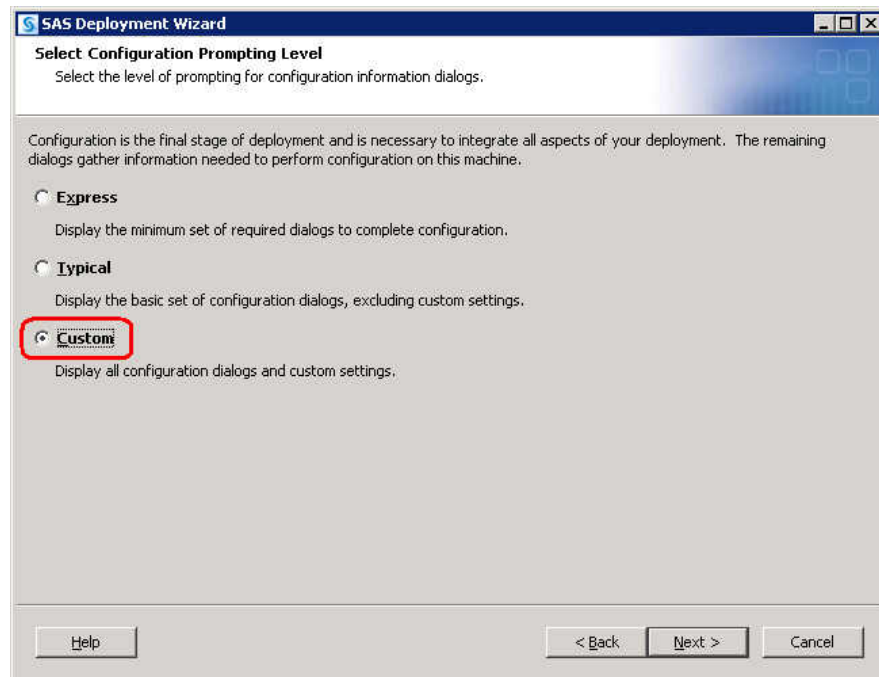 SAS Deployment Wizard
Select Configuration Prompting Level
Select the level of prompting for configuration information dialogs.
Configuration is the final stage of deployment and is necessary to integrate all aspects of your deployment. The remaining
dialogs gather information needed to perform configuration on this machine.
Express
Display the minimum set of required dialogs to complete configuration.
Typical
Display the basic set of configuration dialogs, excluding custom settings.
Custom
Display all configuration dialogs and custom settings.
Help < Back Next > Cancel